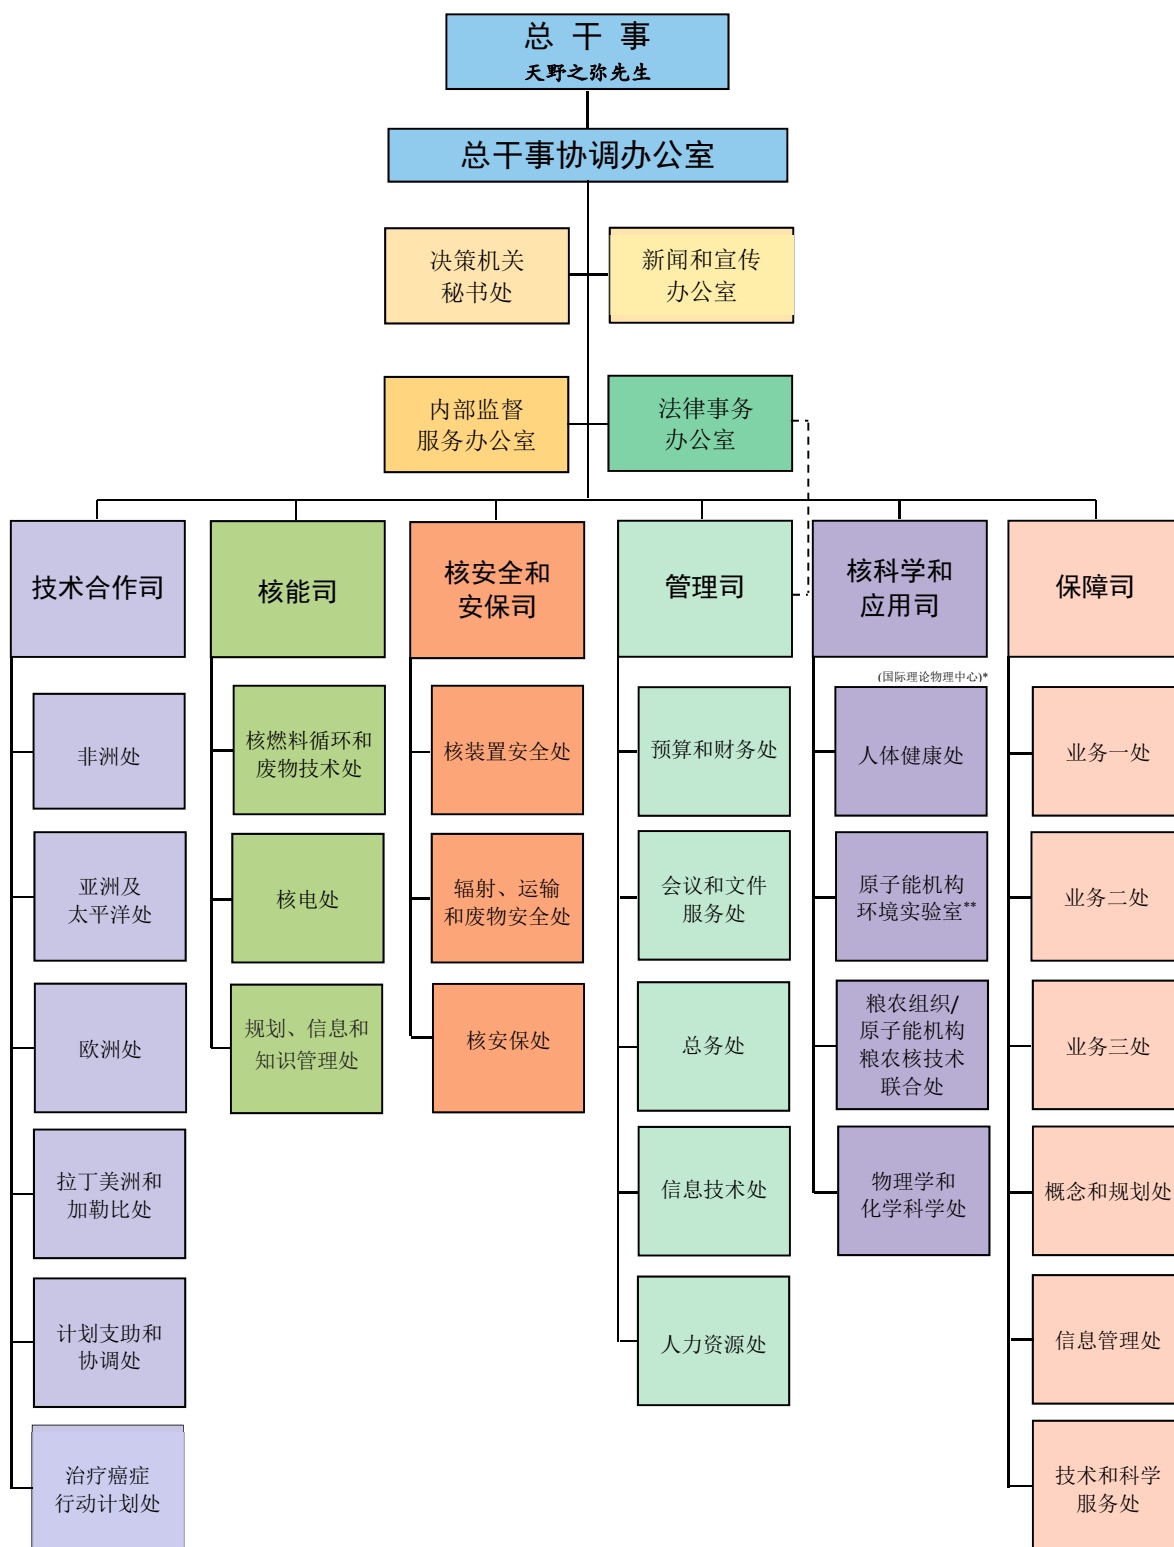 总 干 事
天野之弥先生
总干事协调办公室
决策机关
秘书处
新闻和宣传
办公室
内部监督
服务办公室
法律事务
办公室
技术合作司
核能司
核安全和
安保司
管理司
核科学和
应用司
保障司
(国际理论物理中心)*
非洲处
亚洲及
太平洋处
欧洲处
拉丁美洲和
加勒比处
计划支助和
协调处
治疗癌症
行动计划处
核燃料循环和
废物技术处
核电处
规划、信息和
知识管理处
核装置安全处
辐射、运输
和废物安全处
核安保处
预算和财务处
会议和文件
服务处
总务处
信息技术处
人力资源处
人体健康处
原子能机构
环境实验室**
粮农组织/
原子能机构
粮农核技术
联合处
物理学和
化学科学处
业务一处
业务二处
业务三处
概念和规划处
信息管理处
技术和科学
服务处